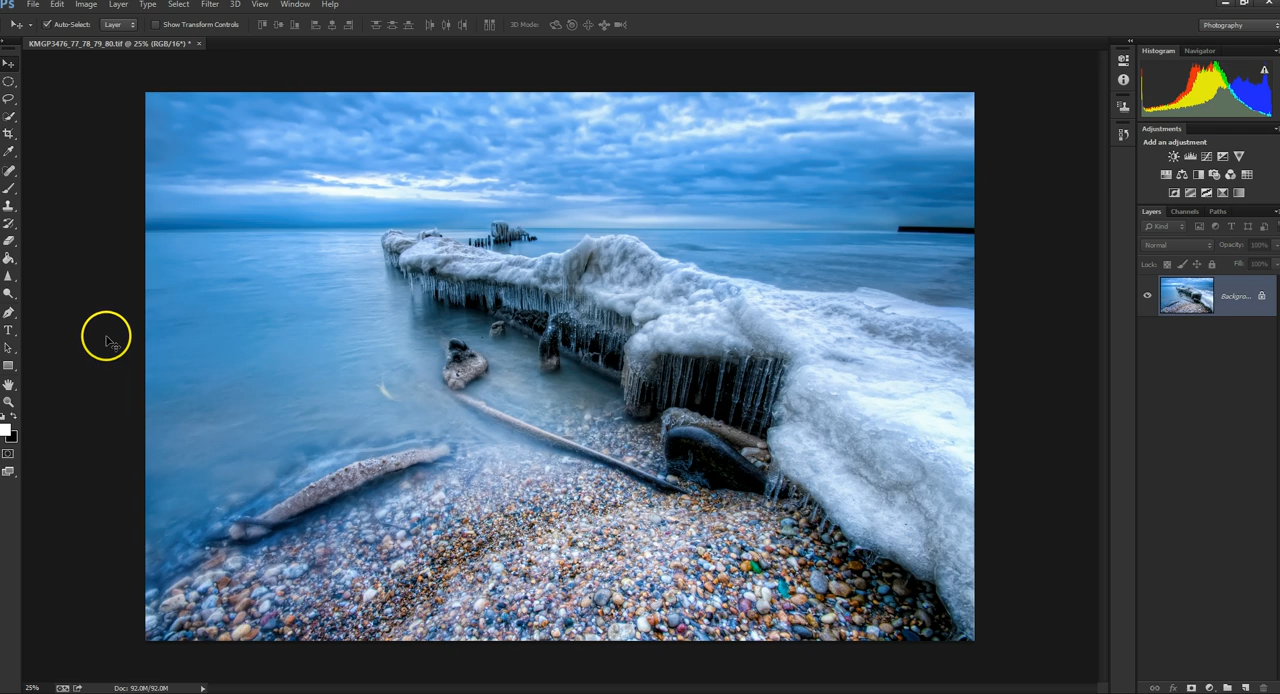 Ps File Edit Image Layer Type Select Filter 3D View Window Help
Auto-Select: Layer Show Transform Controls 3D Mode: Photography
KMGP3476_77_78_79_80.tif @ 25% (RGB/16*) * ×
Histogram Navigator
Adjustments
Add an adjustment
Layers Channels Paths
Kind
Normal Opacity: 100%
Lock: Fill: 100%
Backgro...
25% Doc: 92.0M/92.0M